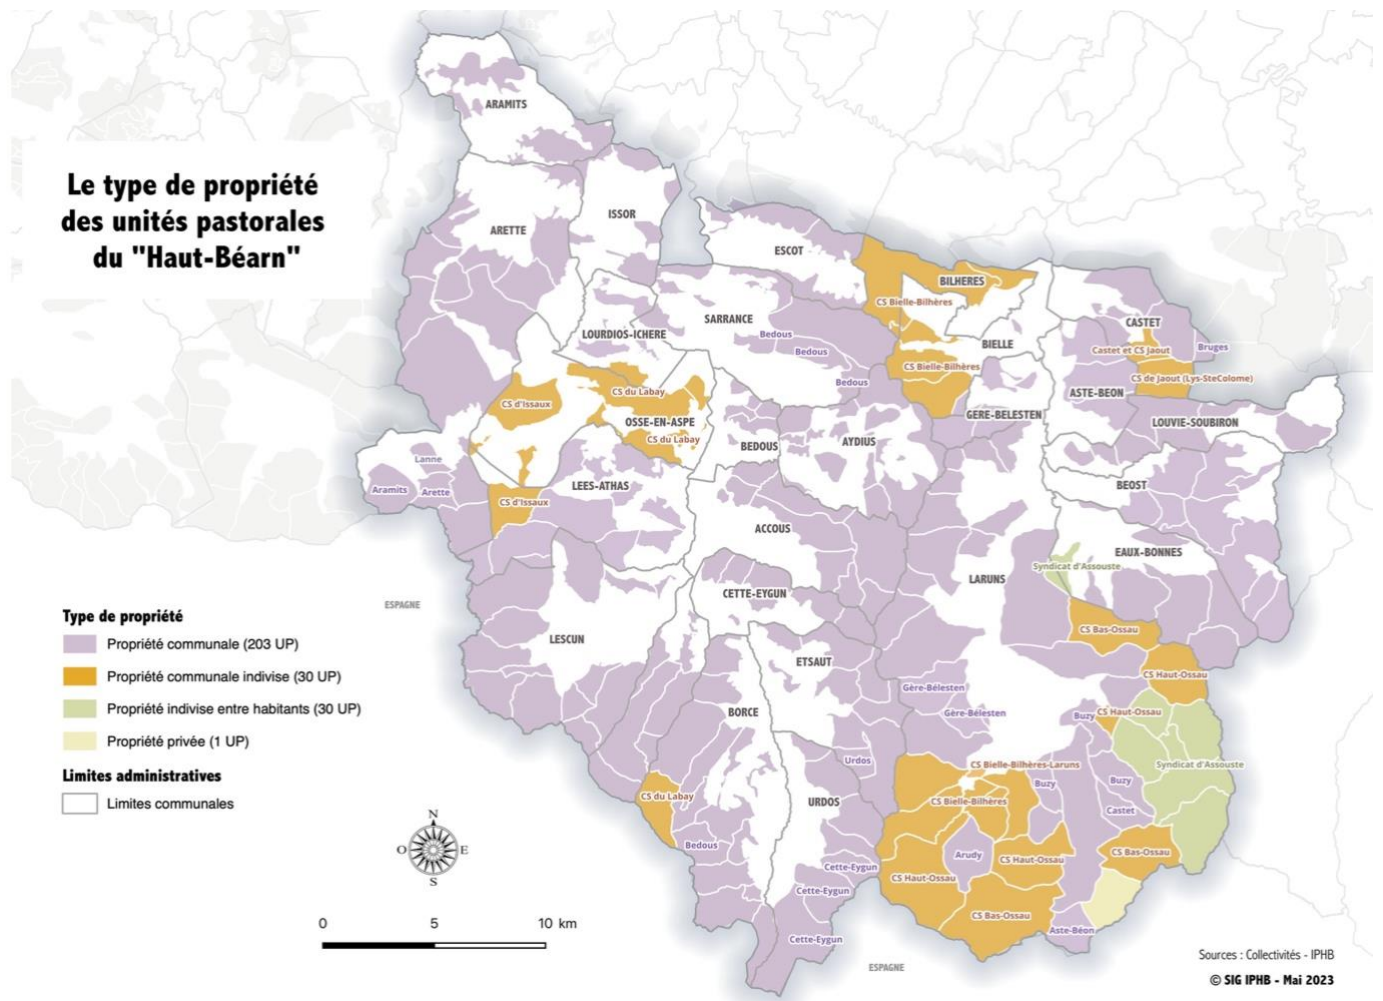 Le type de propriété
des unités pastorales
du "Haut-Béarn"
ARAMITS
ISSOR
ARETTE
ESCOT
BILHERES
CS Bielle-Bilhères
SARRANCE
LOURDIOS-ICHERE
Bedous
Bedous
Bedous
BIELLE
CS Bielle-Bilhères
CASTET
Castet et CS Jaout
Bruges
CS de Jaout (Lys-SteColome)
ASTE-BEON
GERE-BELESTEN
LOUVIE-SOUBIRON
CS d'Issaux
CS du Labay
OSSE-EN-ASPE
CS du Labay
BEDOUS
AYDIUS
Lanne
Aramits
Arette
LEES-ATHAS
CS d'Issaux
BEOST
ACCOUS
EAUX-BONNES
Syndicat d'Assouste
LARUNS
CETTE-EYGUN
ESPAGNE
LESCUN
CS Bas-Ossau
ETSAUT
CS Haut-Ossau
Gère-Bélesten
Gère-Bélesten
BORCE
Buzy
CS Haut-Ossau
Urdos
CS Bielle-Bilhères-Laruns
Syndicat d'Assouste
Buzy
Buzy
CS du Labay
URDOS
CS Bielle-Bilhères
Castet
Bedous
Arudy
CS Haut-Ossau
CS Bas-Ossau
Cette-Eygun
CS Haut-Ossau
Cette-Eygun
CS Bas-Ossau
Aste-Béon
Cette-Eygun
ESPAGNE
Type de propriété
Propriété communale (203 UP)
Propriété communale indivise (30 UP)
Propriété indivise entre habitants (30 UP)
Propriété privée (1 UP)
Limites administratives
Limites communales
N
O
E
S
0 5 10 km
Sources : Collectivités - IPHB
© SIG IPHB - Mai 2023